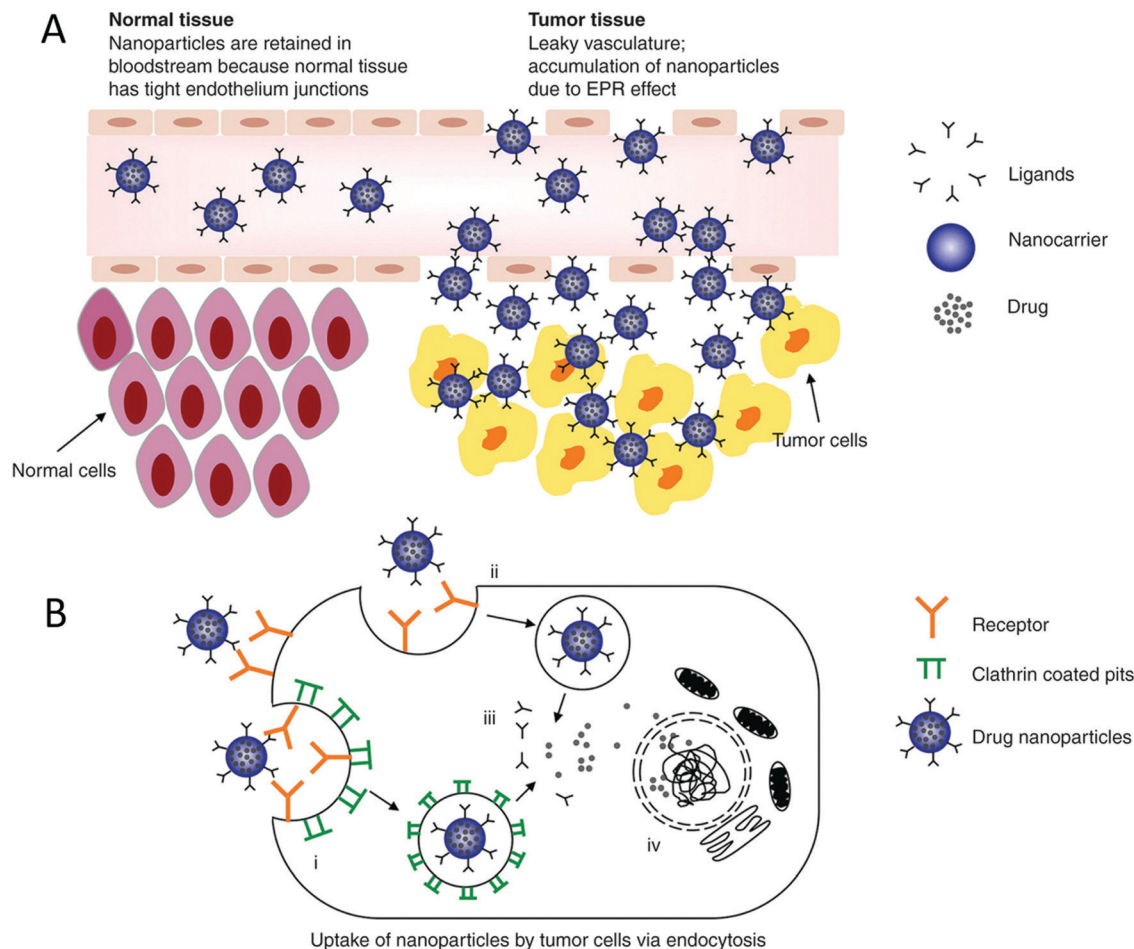 A
Normal tissue
Nanoparticles are retained in
bloodstream because normal tissue
has tight endothelium junctions
Tumor tissue
Leaky vasculature;
accumulation of nanoparticles
due to EPR effect
Ligands
Nanocarrier
Drug
Normal cells
Tumor cells
B
ii
iii
i
iv
Receptor
Clathrin coated pits
Drug nanoparticles
Uptake of nanoparticles by tumor cells via endocytosis